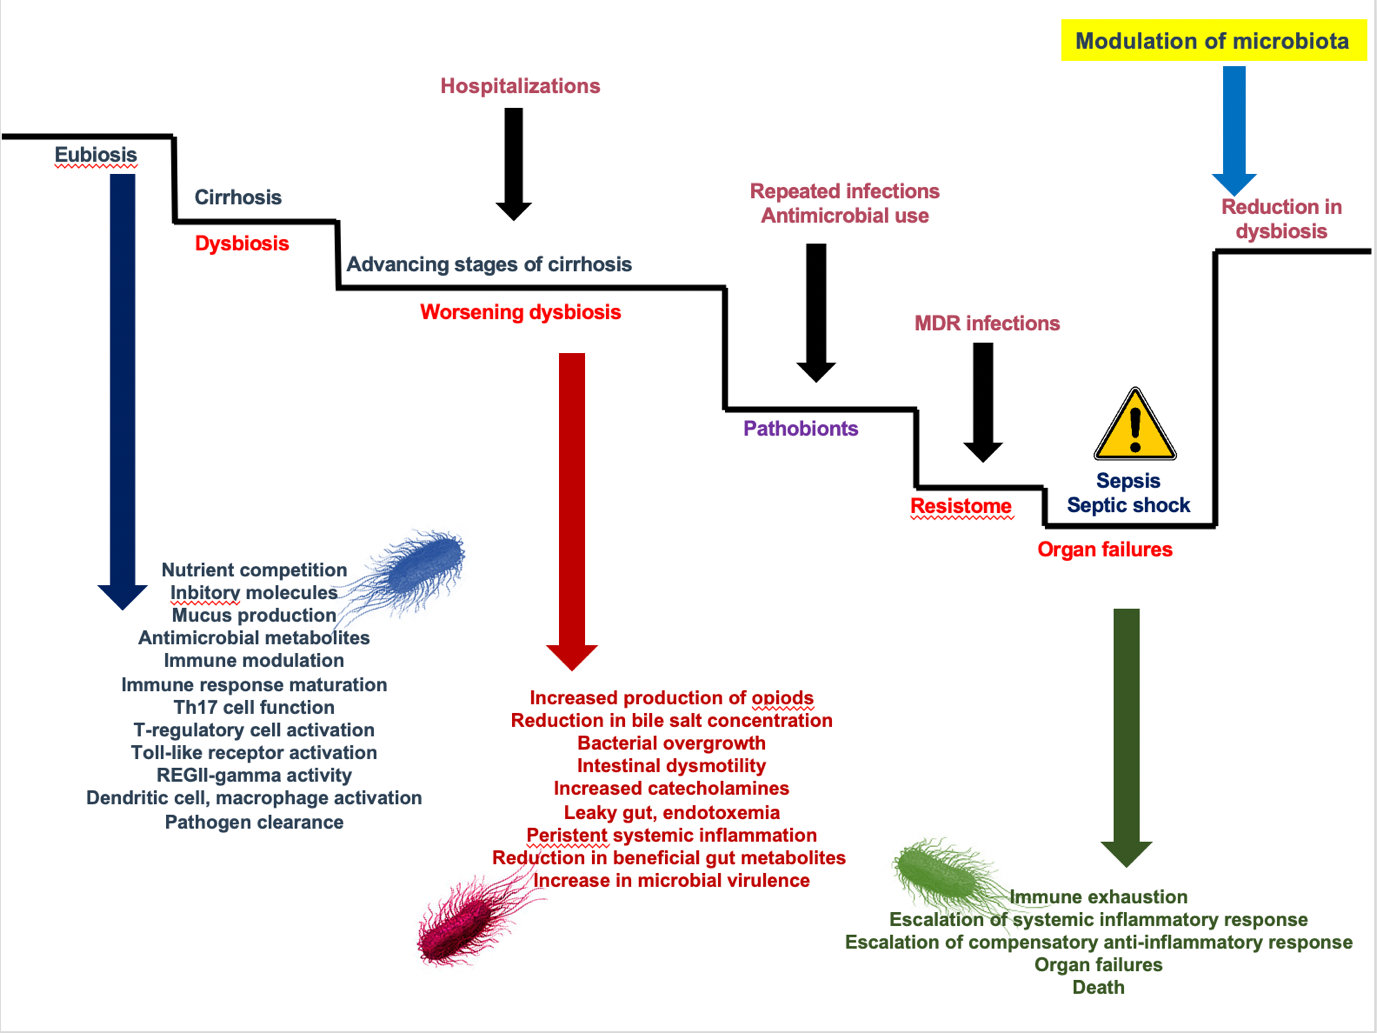 Modulation of microbiota
Hospitalizations
Eubiosis
Cirrhosis
Repeated infections
Antimicrobial use
Reduction in
dysbiosis
Dysbiosis
Advancing stages of cirrhosis
Worsening dysbiosis
MDR infections
Pathobionts
Sepsis
Septic shock
Resistome
Organ failures
Nutrient competition
Inbitory molecules
Mucus production
Antimicrobial metabolites
Immune modulation
Immune response maturation
Th17 cell function
T-regulatory cell activation
Toll-like receptor activation
REGII-gamma activity
Dendritic cell, macrophage activation
Pathogen clearance
Increased production of opiods
Reduction in bile salt concentration
Bacterial overgrowth
Intestinal dysmotility
Increased catecholamines
Leaky gut, endotoxemia
Peristent systemic inflammation
Reduction in beneficial gut metabolites
Increase in microbial virulence
Immune exhaustion
Escalation of systemic inflammatory response
Escalation of compensatory anti-inflammatory response
Organ failures
Death